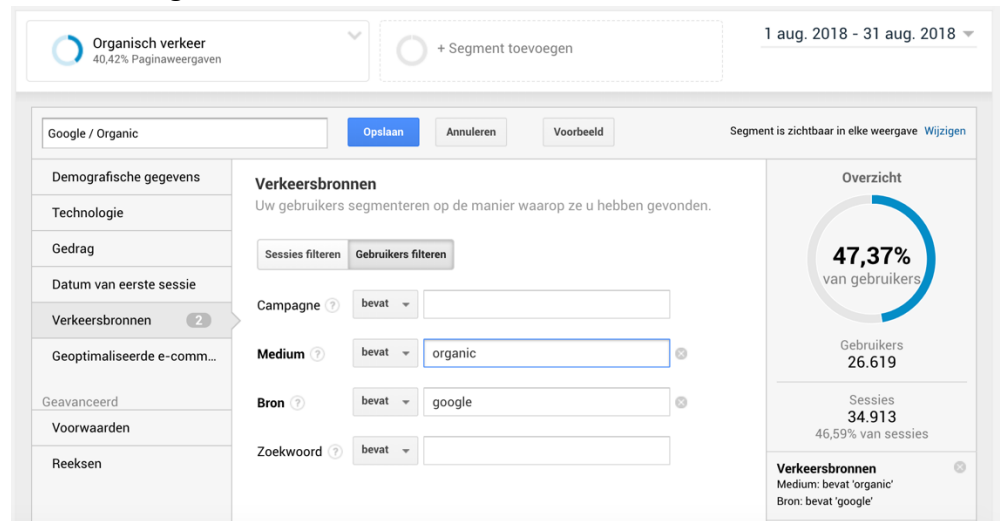 Organisch verkeer
40,42% Paginaweergaven
+ Segment toevoegen
1 aug. 2018 - 31 aug. 2018
Google / Organic
Opslaan
Annuleren
Voorbeeld
Segment is zichtbaar in elke weergave Wijzigen
Demografische gegevens
Technologie
Gedrag
Datum van eerste sessie
Verkeersbronnen 2
Geoptimaliseerde e-comm...
Geavanceerd
Voorwaarden
Reeksen
Verkeersbronnen
Uw gebruikers segmenteren op de manier waarop ze u hebben gevonden.
Sessies filteren Gebruikers filteren
Campagne ? bevat
Medium ? bevat organic
Bron ? bevat google
Zoekwoord ? bevat
Overzicht
47,37%
van gebruikers
Gebruikers
26.619
Sessies
34.913
46,59% van sessies
Verkeersbronnen
Medium: bevat 'organic'
Bron: bevat 'google'